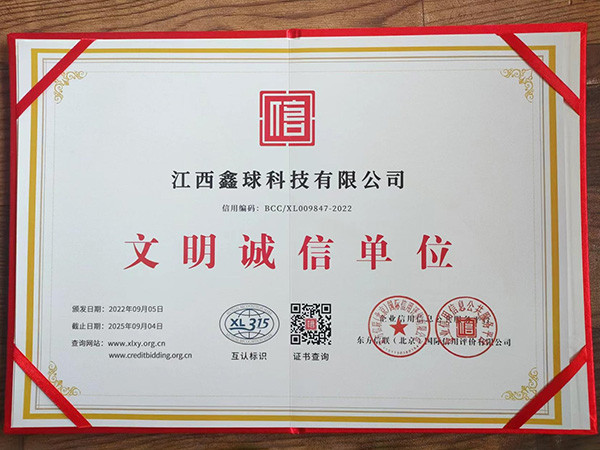 信
江西鑫球科技有限公司
信用编码：BCC/XL009847-2022
文明诚信单位
颁发日期：2022年09月05日
截止日期：2025年09月04日
查询网站：www.xlxy.org.cn
www.creditbidding.org.cn
XL 315
互认标识
证书查询
东方信联（北京）国际信用评价有限公司